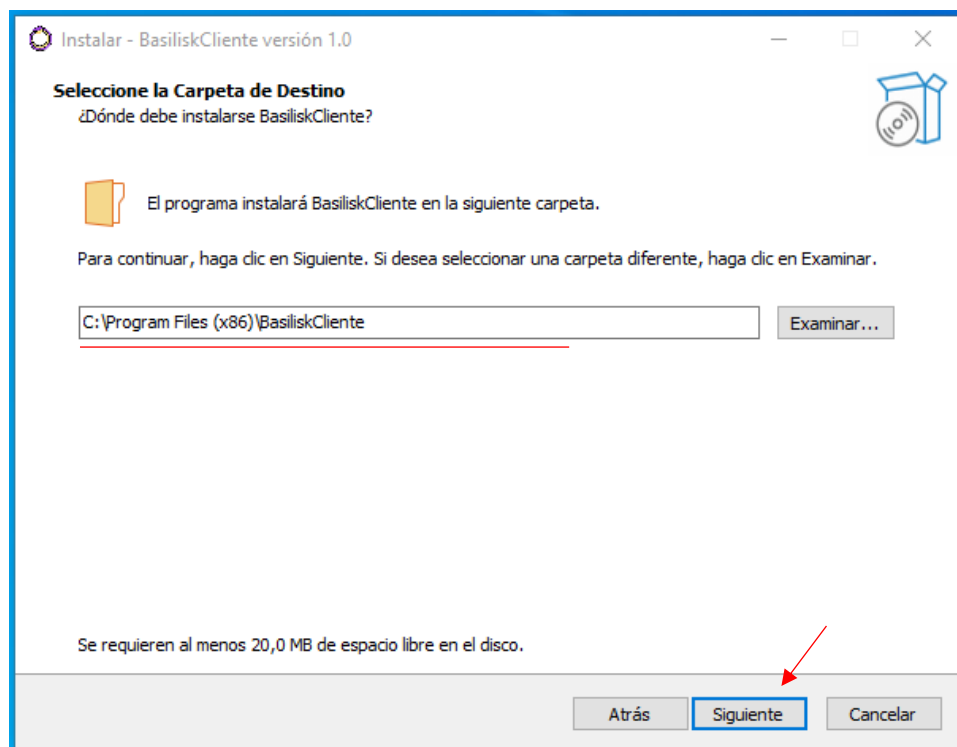 Instalar - BasiliskCliente versión 1.0
Seleccione la Carpeta de Destino
¿Dónde debe instalarse BasiliskCliente?
El programa instalará BasiliskCliente en la siguiente carpeta.
Para continuar, haga clic en Siguiente. Si desea seleccionar una carpeta diferente, haga clic en Examinar.
C:\Program Files (x86)\BasiliskCliente
Examinar...
Se requieren al menos 20,0 MB de espacio libre en el disco.
Atrás
Siguiente
Cancelar